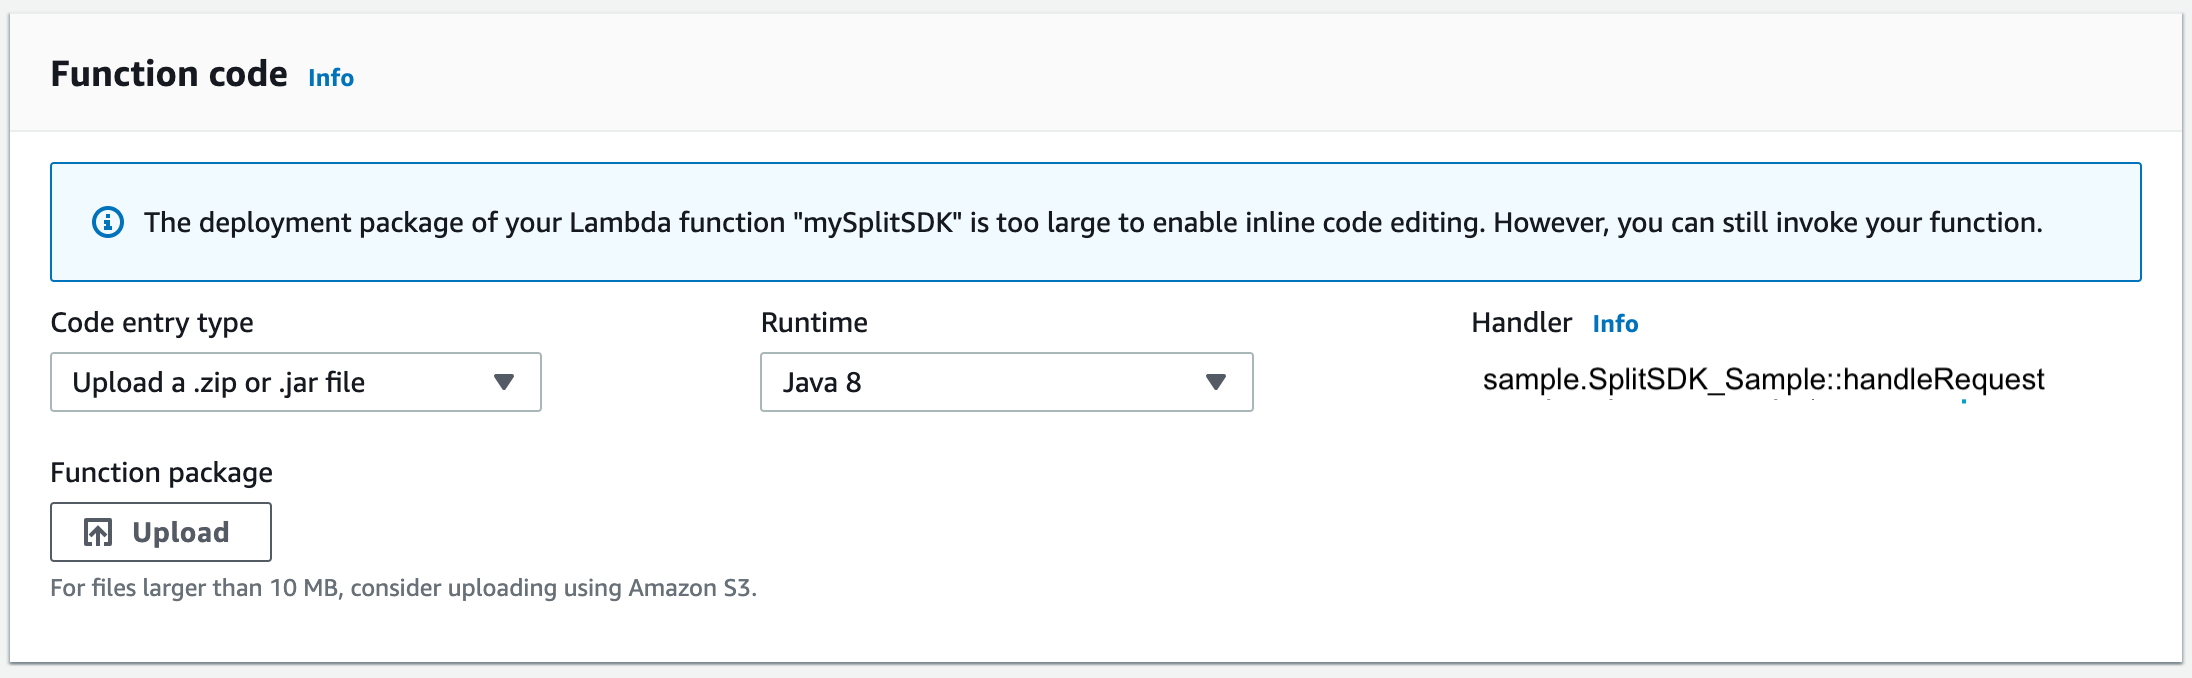 Function code Info
The deployment package of your Lambda function "mySplitSDK" is too large to enable inline code editing. However, you can still invoke your function.
Code entry type
Upload a .zip or .jar file
Runtime
Java 8
Handler Info
sample.SplitSDK_Sample::handleRequest
Function package
Upload
For files larger than 10 MB, consider uploading using Amazon S3.